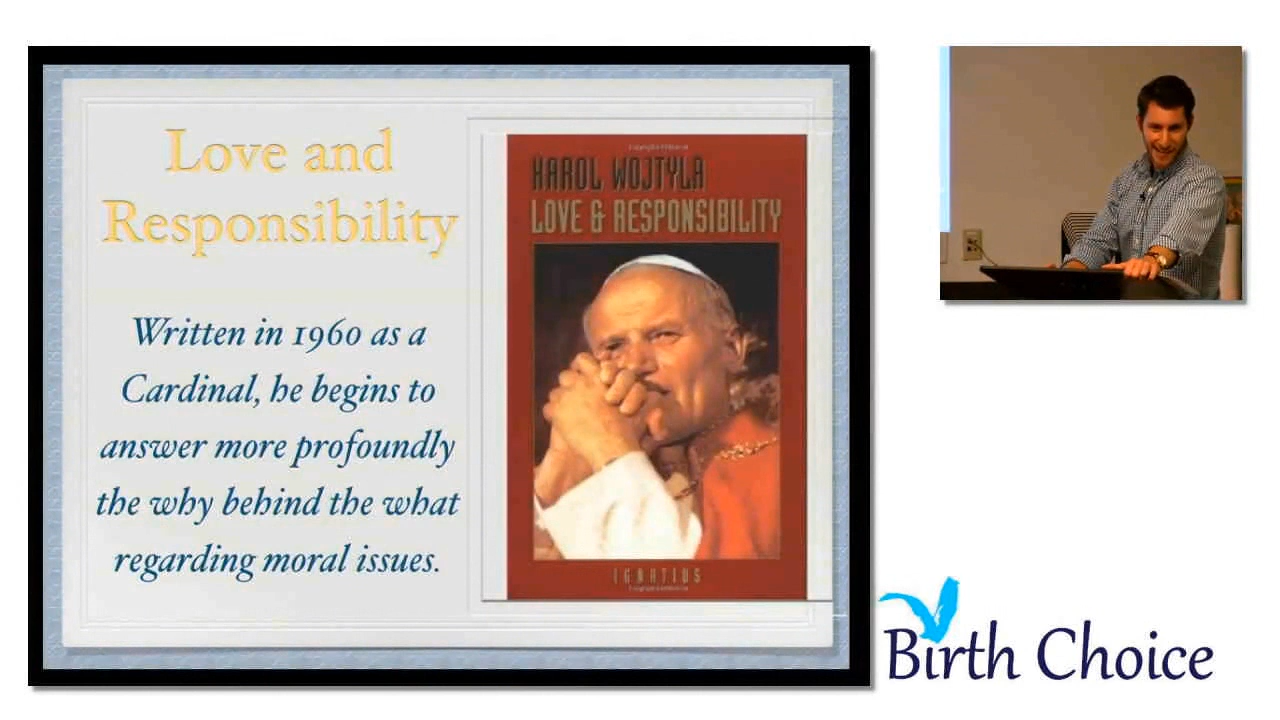 Love and
Responsibility
Written in 1960 as a
Cardinal, he begins to
answer more profoundly
the why behind the what
regarding moral issues.
KAROL WOJTYLA
LOVE & RESPONSIBILITY
IGNATIUS
Birth Choice